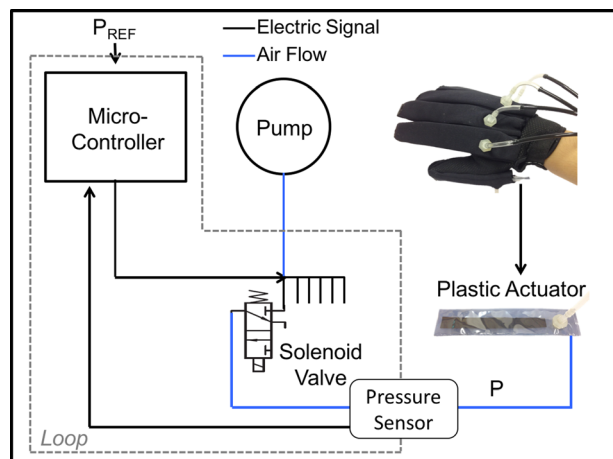 P_REF
Electric Signal
Air Flow
Micro-
Controller
Pump
Plastic Actuator
Solenoid
Valve
Pressure
Sensor
P
Loop